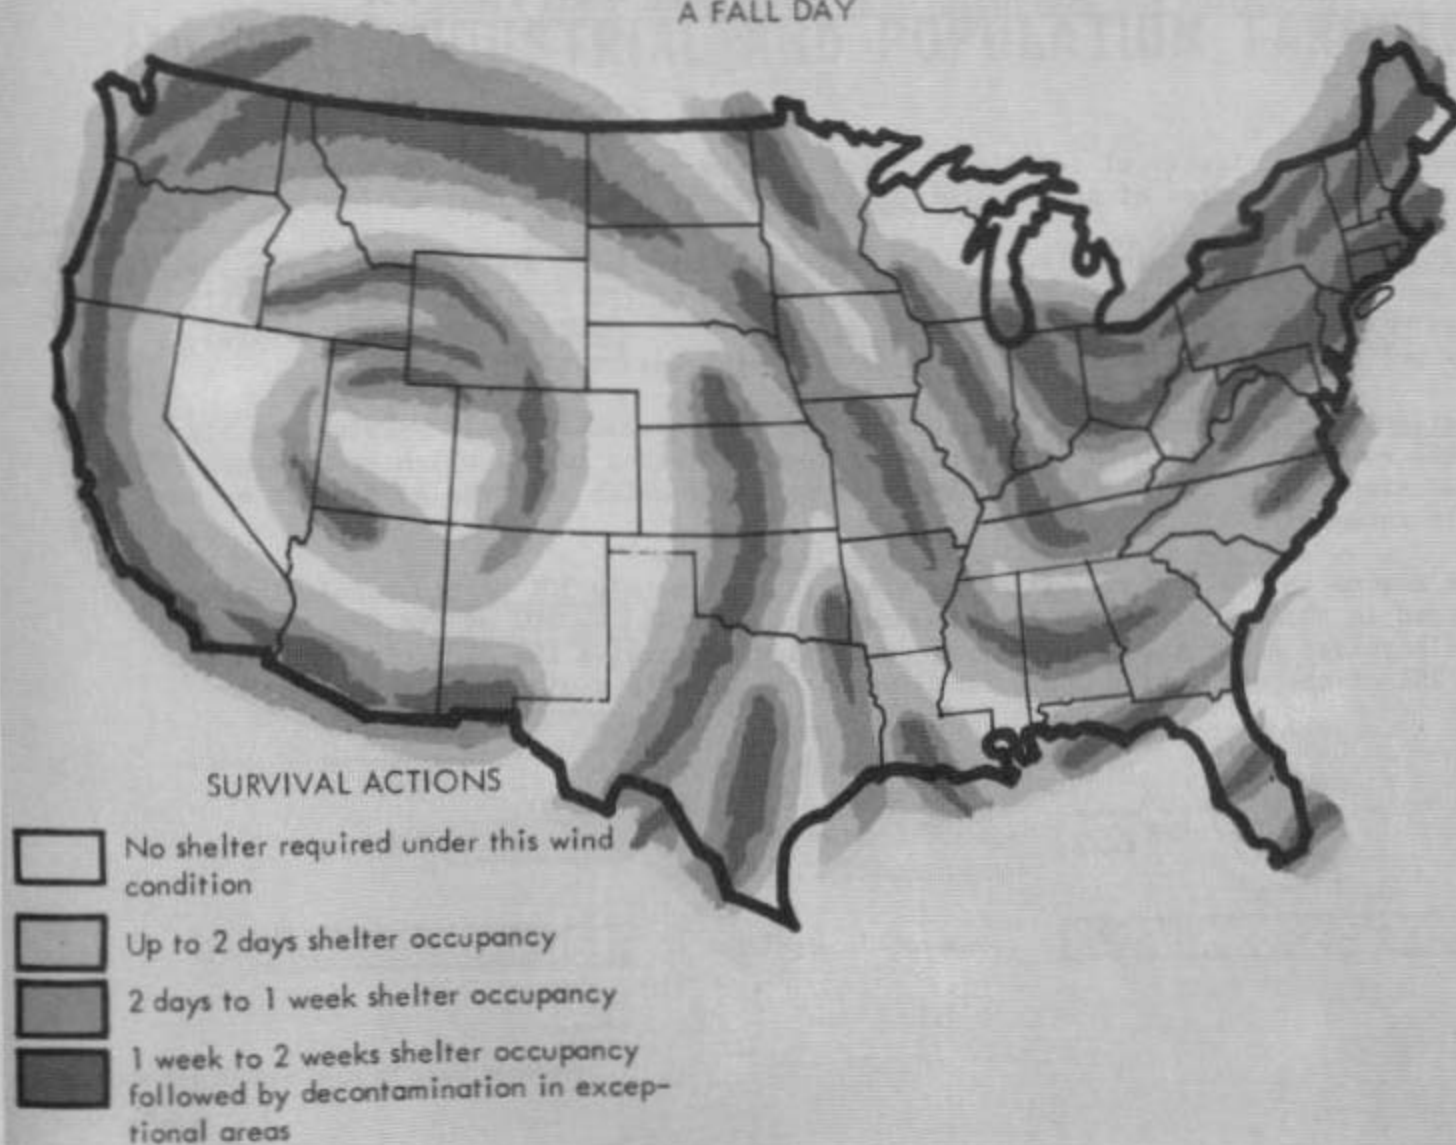 A FALL DAY
SURVIVAL ACTIONS
No shelter required under this wind
condition
Up to 2 days shelter occupancy
2 days to 1 week shelter occupancy
1 week to 2 weeks shelter occupancy
followed by decontamination in excep-
tional areas